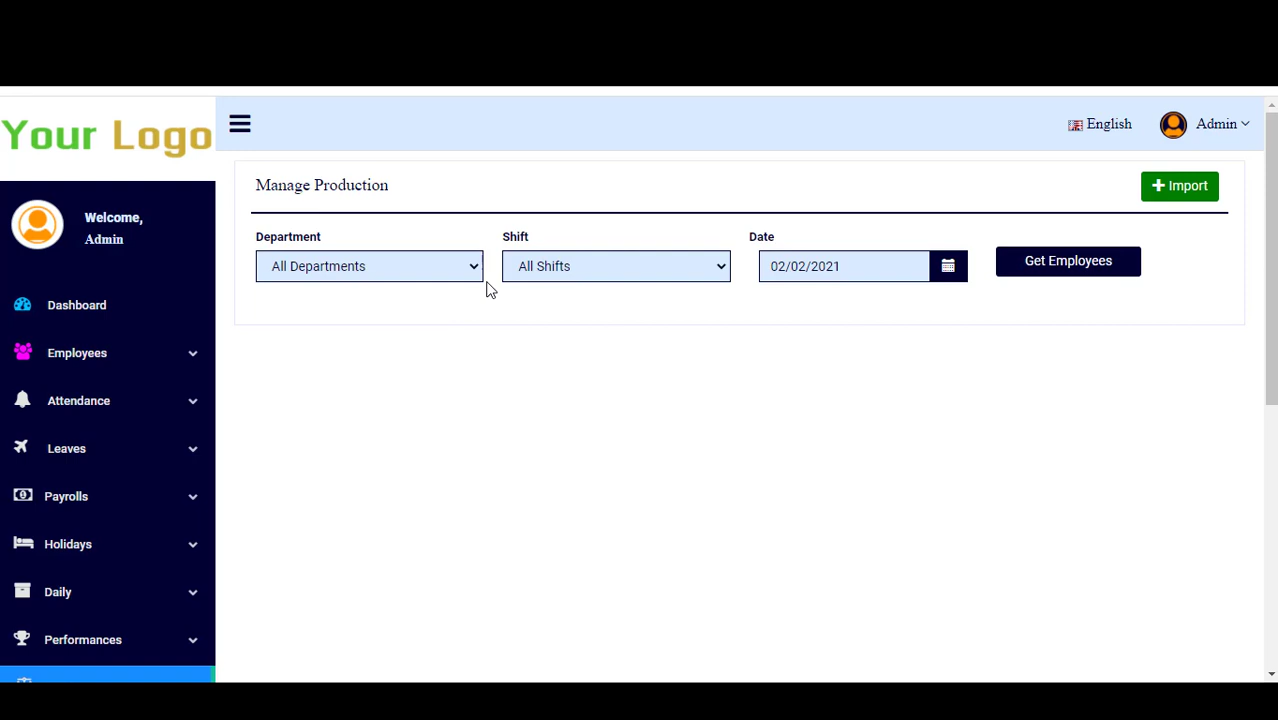 Your Logo
English
Admin
Manage Production
Import
Welcome,
Admin
Department
Shift
Date
All Departments
All Shifts
02/02/2021
Get Employees
Dashboard
Employees
Attendance
Leaves
Payrolls
Holidays
Daily
Performances